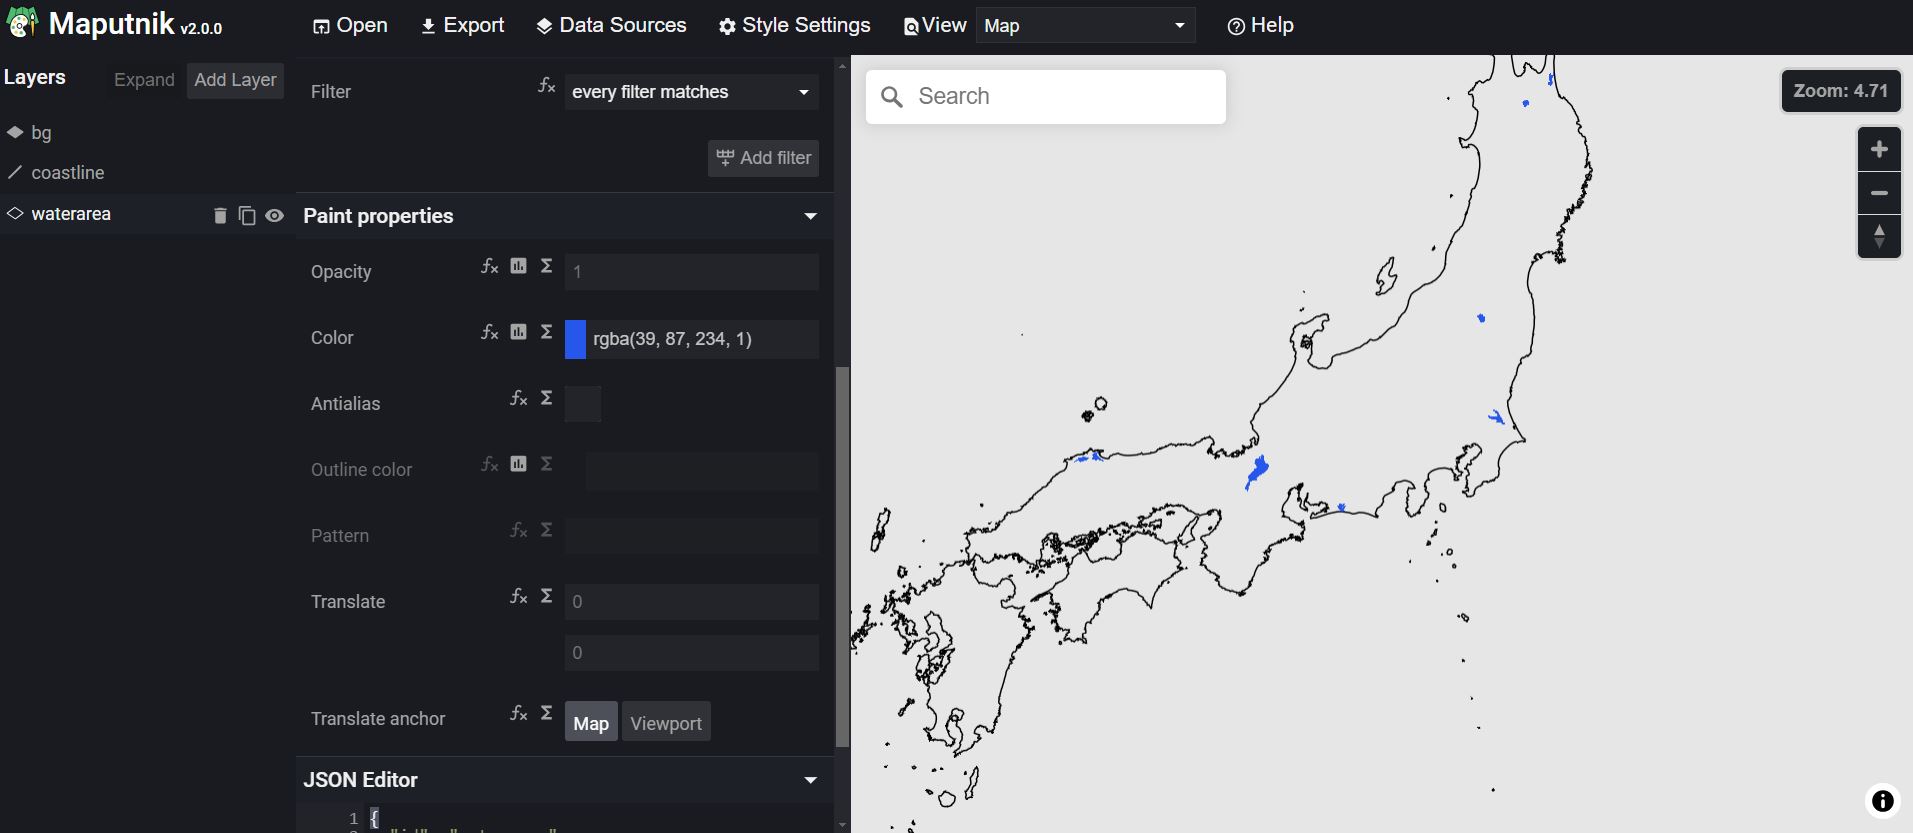 Maputnik v2.0.0
Open
Export
Data Sources
Style Settings
View
Map
Help
Layers
Expand
Add Layer
bg
coastline
waterarea
Filter
every filter matches
Add filter
Paint properties
Opacity
1
Color
rgba(39, 87, 234, 1)
Antialias
Outline color
Pattern
Translate
0
0
Translate anchor
Map
Viewport
JSON Editor
1 {
Search
Zoom: 4.71